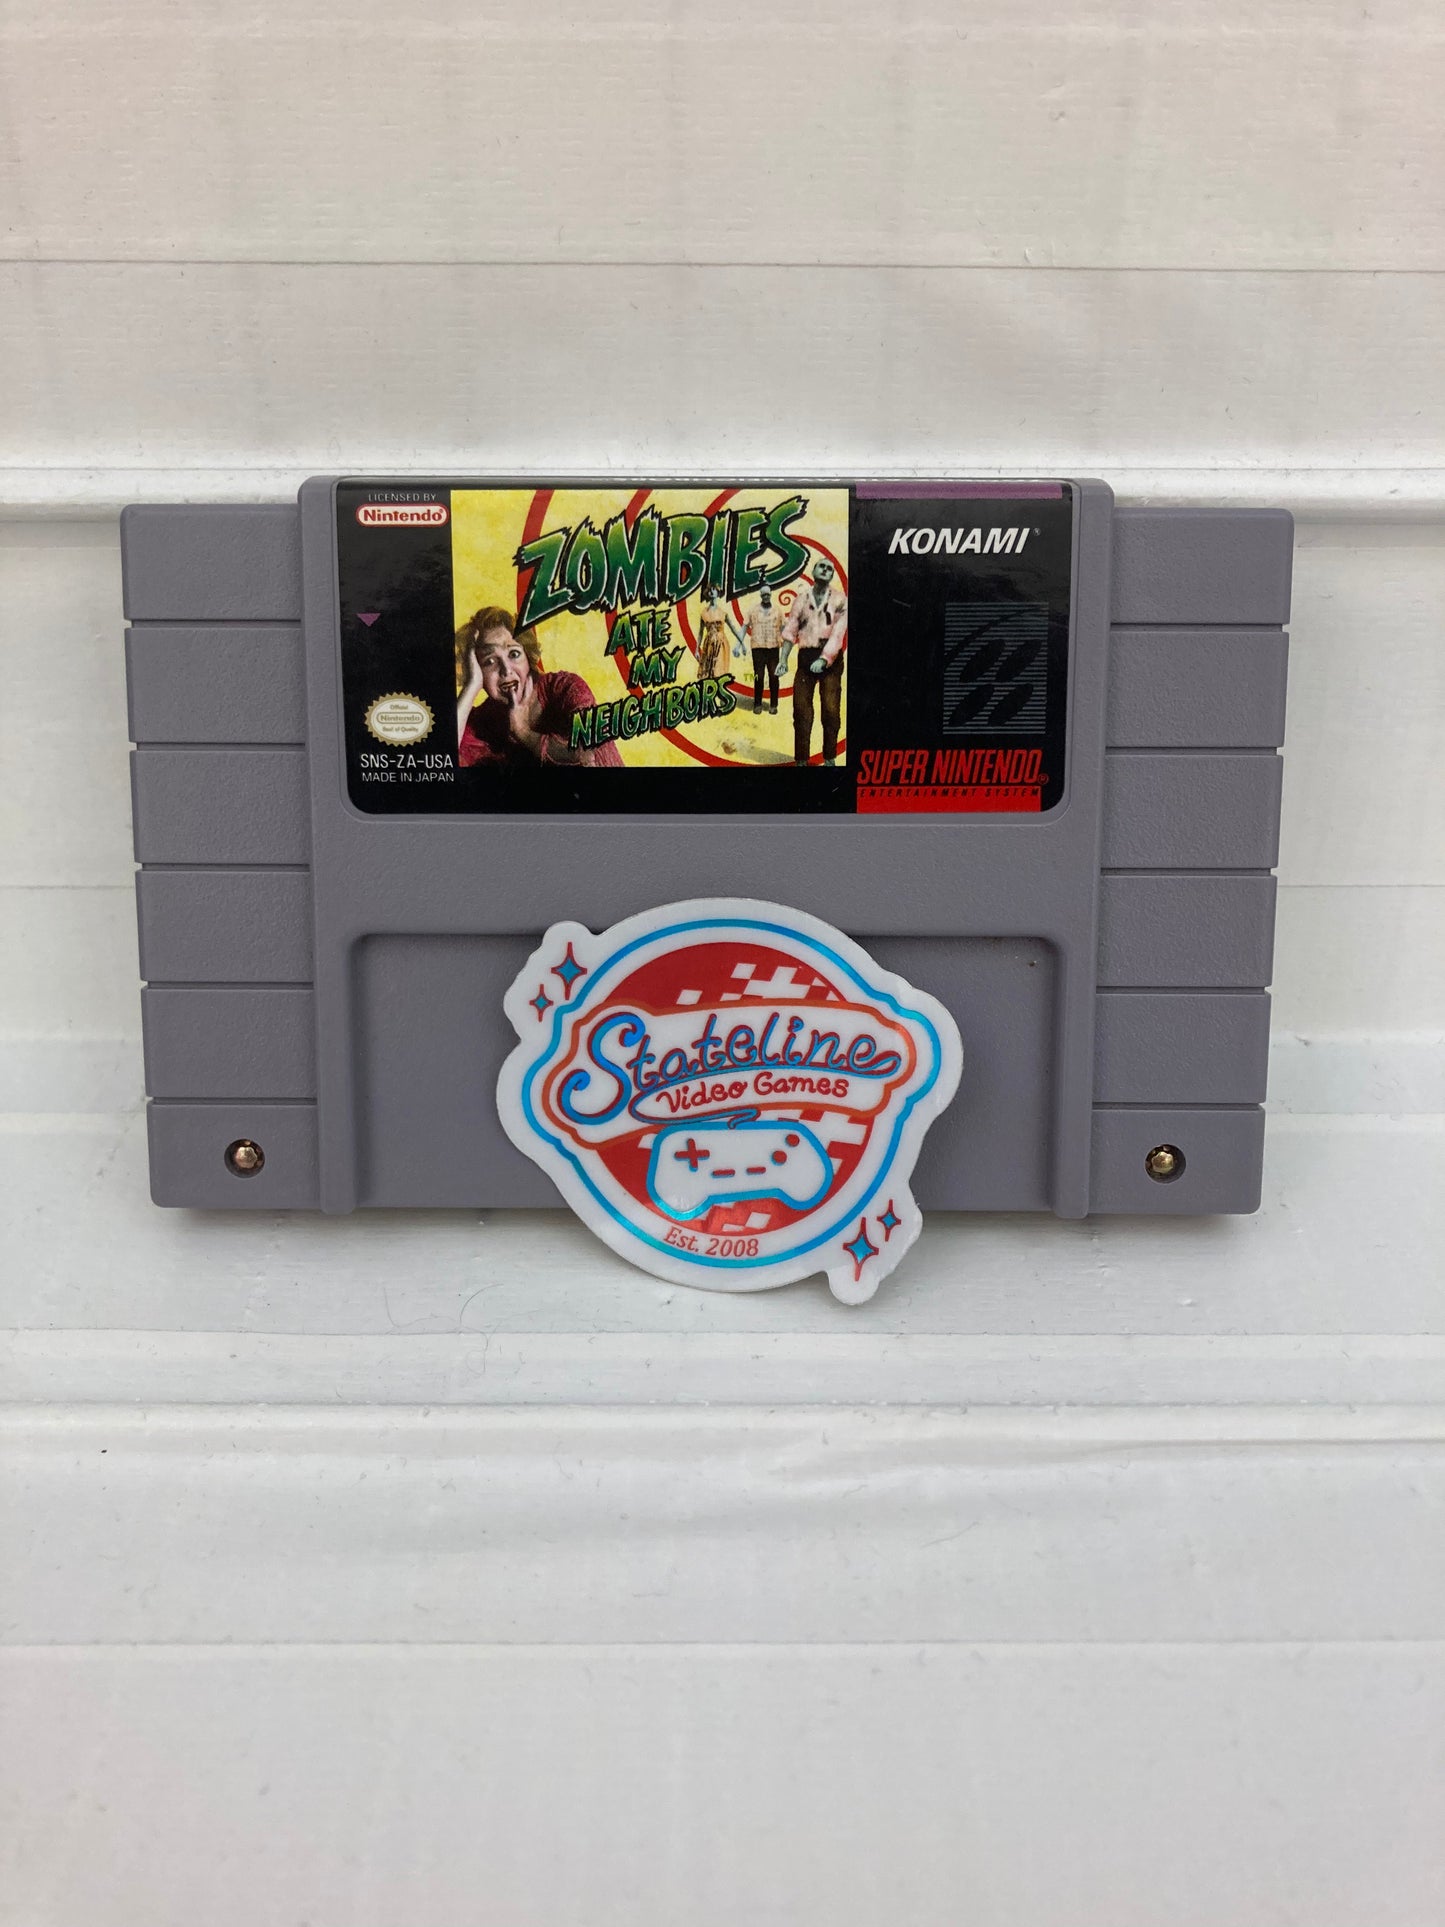 LICENSED BY
Nintendo®
ZOMBIES
ATE
MY
NEIGHBORS™
KONAMI®
Official
Nintendo
Seal of Quality
SNS-ZA-USA
MADE IN JAPAN
SUPER NINTENDO®
ENTERTAINMENT SYSTEM
Stateline
Video Games
Est. 2008